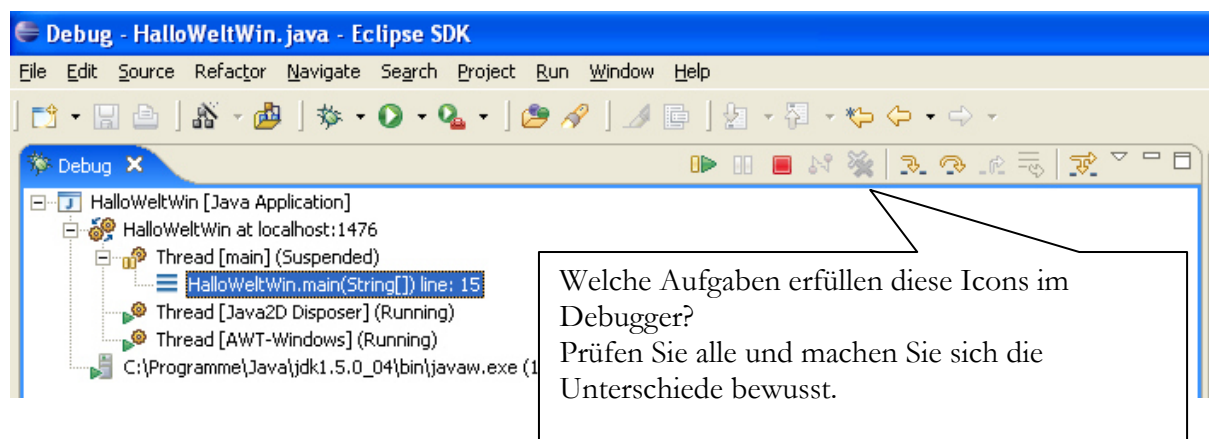 Debug - HalloWeltWin.java - Eclipse SDK
File Edit Source Refactor Navigate Search Project Run Window Help
Debug
HalloWeltWin [Java Application]
HalloWeltWin at localhost:1476
Thread [main] (Suspended)
HalloWeltWin.main(String[]) line: 15
Thread [Java2D Disposer] (Running)
Thread [AWT-Windows] (Running)
C:\Programme\Java\jdk1.5.0_04\bin\javaw.exe (1
Welche Aufgaben erfüllen diese Icons im
Debugger?
Prüfen Sie alle und machen Sie sich die
Unterschiede bewusst.